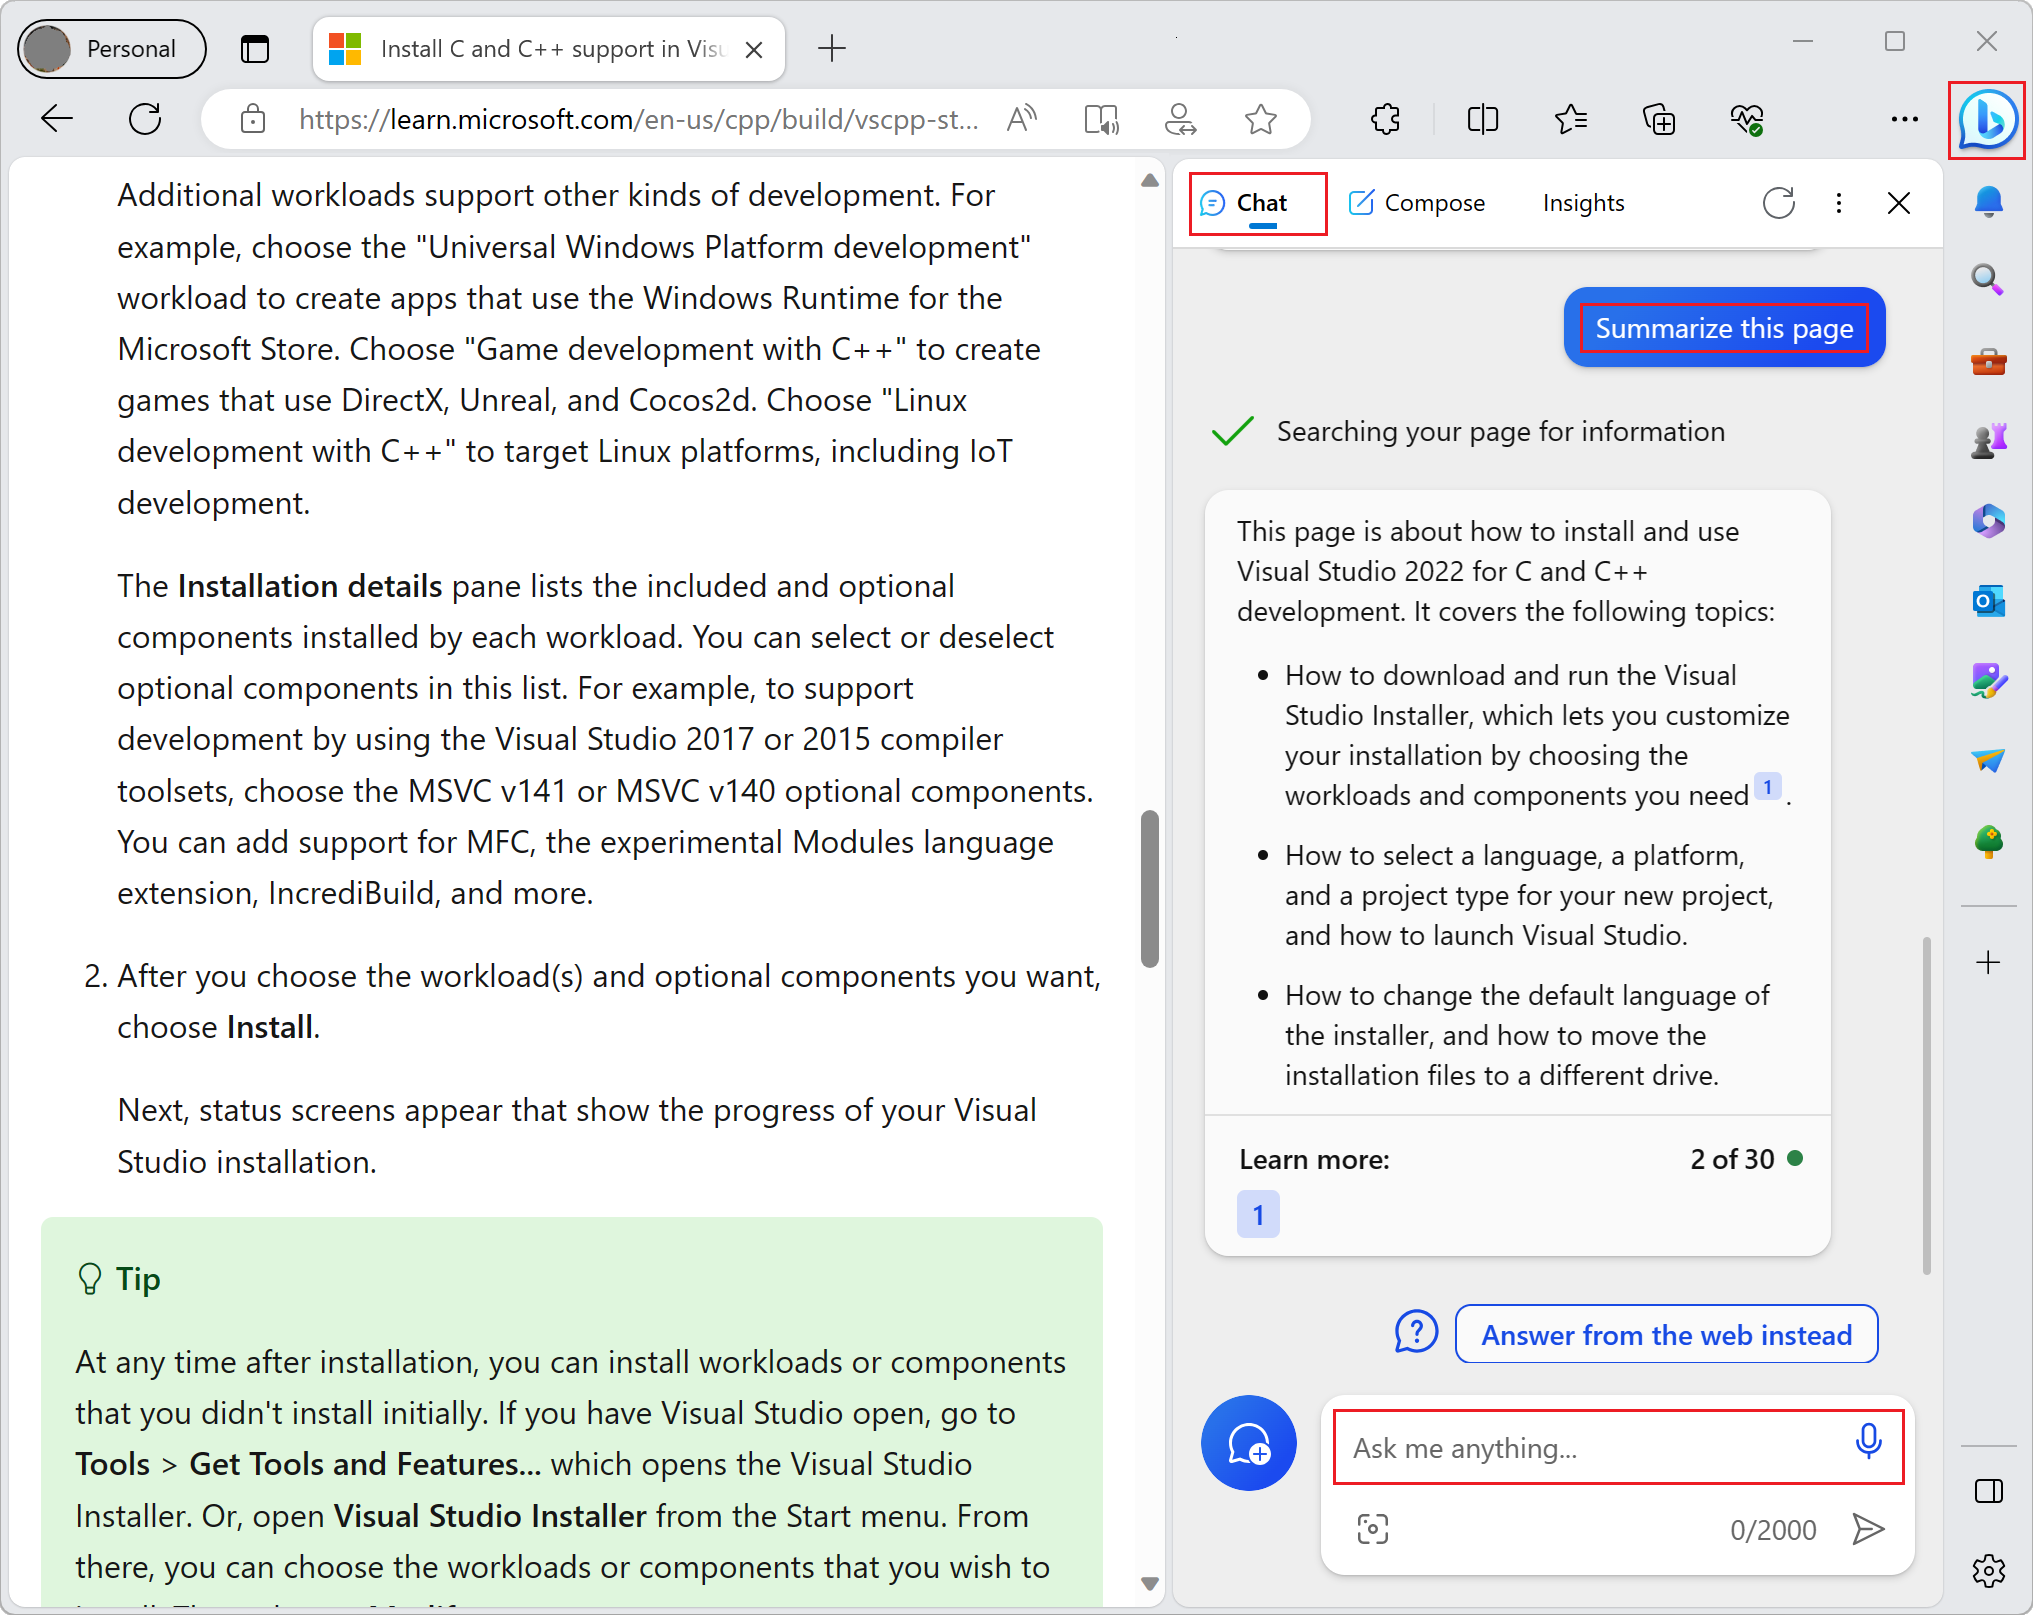 Personal
Install C and C++ support in Visu
https://learn.microsoft.com/en-us/cpp/build/vscpp-st...
Additional workloads support other kinds of development. For
example, choose the "Universal Windows Platform development"
workload to create apps that use the Windows Runtime for the
Microsoft Store. Choose "Game development with C++" to create
games that use DirectX, Unreal, and Cocos2d. Choose "Linux
development with C++" to target Linux platforms, including IoT
development.
The Installation details pane lists the included and optional
components installed by each workload. You can select or deselect
optional components in this list. For example, to support
development by using the Visual Studio 2017 or 2015 compiler
toolsets, choose the MSVC v141 or MSVC v140 optional components.
You can add support for MFC, the experimental Modules language
extension, IncrediBuild, and more.
2. After you choose the workload(s) and optional components you want,
choose Install.
Next, status screens appear that show the progress of your Visual
Studio installation.
Tip
At any time after installation, you can install workloads or components
that you didn't install initially. If you have Visual Studio open, go to
Tools > Get Tools and Features... which opens the Visual Studio
Installer. Or, open Visual Studio Installer from the Start menu. From
there, you can choose the workloads or components that you wish to
Chat
Compose
Insights
Summarize this page
Searching your page for information
This page is about how to install and use
Visual Studio 2022 for C and C++
development. It covers the following topics:
• How to download and run the Visual
Studio Installer, which lets you customize
your installation by choosing the
workloads and components you need 1 .
• How to select a language, a platform,
and a project type for your new project,
and how to launch Visual Studio.
• How to change the default language of
the installer, and how to move the
installation files to a different drive.
Learn more:
2 of 30
1
Answer from the web instead
Ask me anything...
0/2000